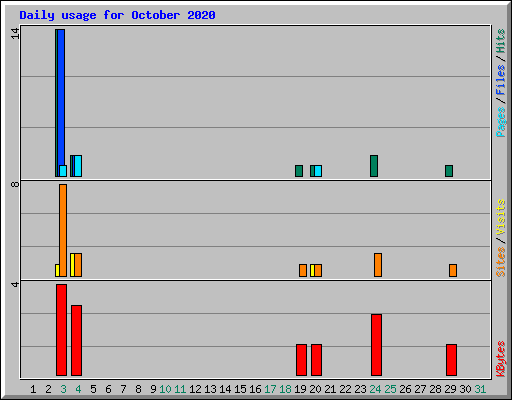 Daily usage for October 2020
14
8
4
Pages / Files / Hits
Sites / Visits
KBytes
1 2 3 4 5 6 7 8 9 10 11 12 13 14 15 16 17 18 19 20 21 22 23 24 25 26 27 28 29 30 31